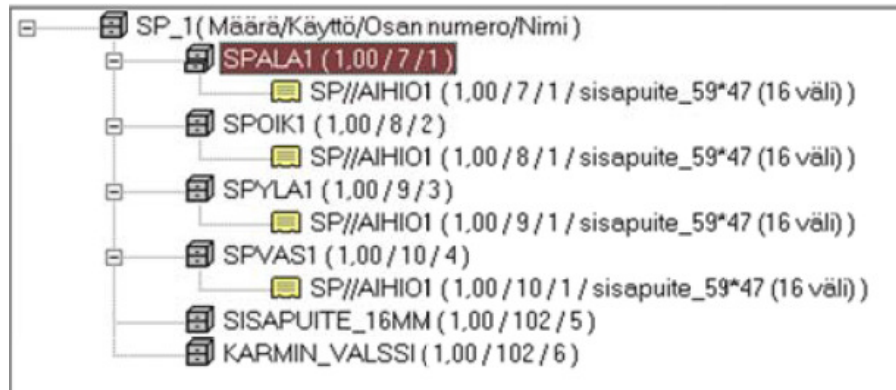 SP_1 ( Määrä/Käyttö/Osan numero/Nimi )
SPALA1 ( 1,00 / 7 / 1 )
SP//AIHIO1 ( 1,00 / 7 / 1 / sisapuite_59*47 (16 väli) )
SPOIK1 ( 1,00 / 8 / 2 )
SP//AIHIO1 ( 1,00 / 8 / 1 / sisapuite_59*47 (16 väli) )
SPYLA1 ( 1,00 / 9 / 3 )
SP//AIHIO1 ( 1,00 / 9 / 1 / sisapuite_59*47 (16 väli) )
SPVAS1 ( 1,00 / 10 / 4 )
SP//AIHIO1 ( 1,00 / 10 / 1 / sisapuite_59*47 (16 väli) )
SISAPUITE_16MM ( 1,00 / 102 / 5 )
KARMIN_VALSSI ( 1,00 / 102 / 6 )